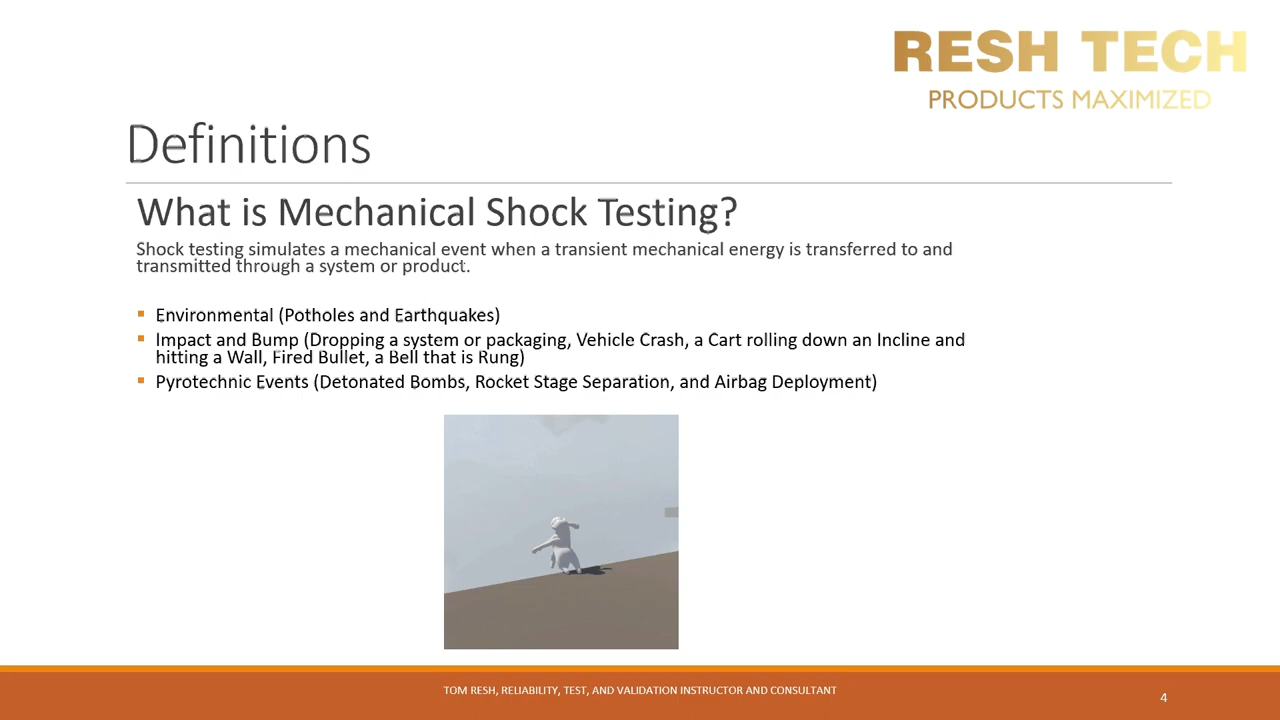 RESH TECH
PRODUCTS MAXIMIZED
Definitions
What is Mechanical Shock Testing?
Shock testing simulates a mechanical event when a transient mechanical energy is transferred to and
transmitted through a system or product.
Environmental (Potholes and Earthquakes)
Impact and Bump (Dropping a system or packaging, Vehicle Crash, a Cart rolling down an Incline and
hitting a Wall, Fired Bullet, a Bell that is Rung)
Pyrotechnic Events (Detonated Bombs, Rocket Stage Separation, and Airbag Deployment)
TOM RESH, RELIABILITY, TEST, AND VALIDATION INSTRUCTOR AND CONSULTANT
4